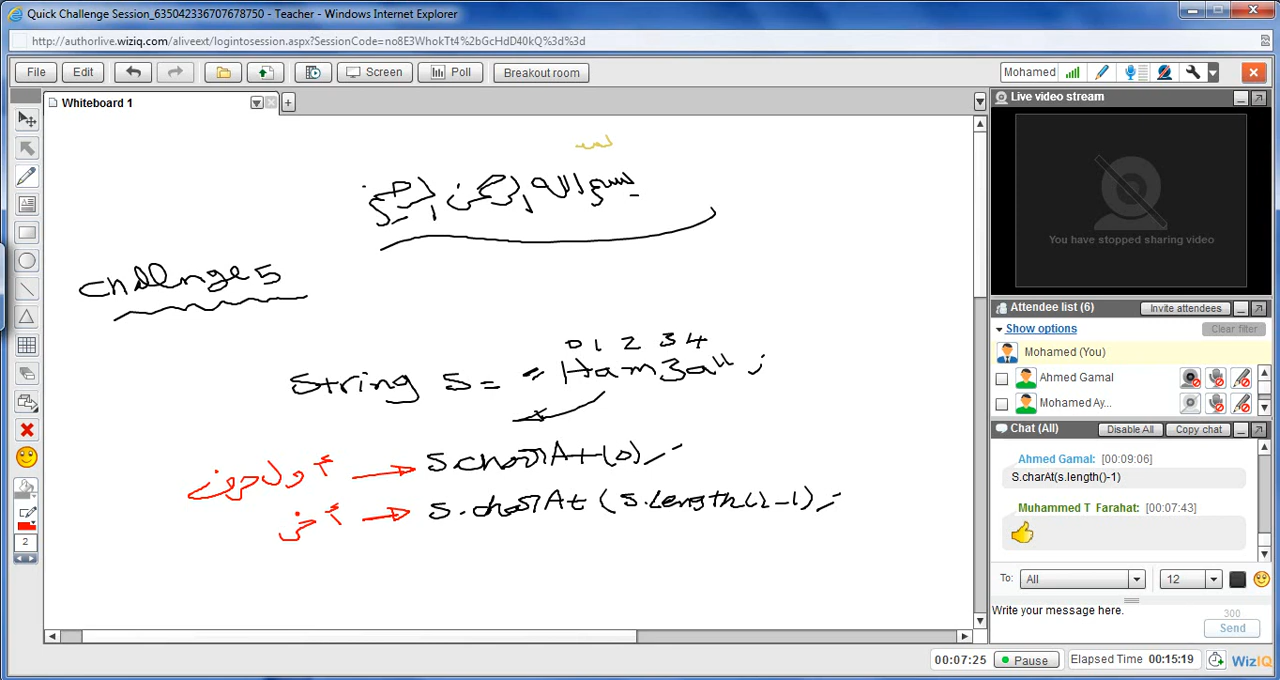 Quick Challenge Session_635042336707678750 - Teacher - Windows Internet Explorer
http://authorlive.wiziq.com/aliveext/logintosession.aspx?SessionCode=no8E3WhokTt4%2bGcHdD40kQ%3d%3d
File Edit Screen Poll Breakout room Mohamed
Whiteboard 1
Live video stream
You have stopped sharing video
بسم الله الرحمن الرحيم
Challenge 5
0 1 2 3 4
String S = "Ham3a";
أول حرف → S.charAt(0);
→ S.charAt(s.length()-1);
Attendee list (6) Invite attendees
Show options Clear filter
Mohamed (You)
Ahmed Gamal
Mohamed Ay...
Chat (All) Disable All Copy chat
Ahmed Gamal: [00:09:06]
S.charAt(s.length()-1)
Muhammed T Farahat: [00:07:43]
To: All 12
Write your message here.
300
Send
00:07:25 Pause Elapsed Time 00:15:19 WizIQ
2